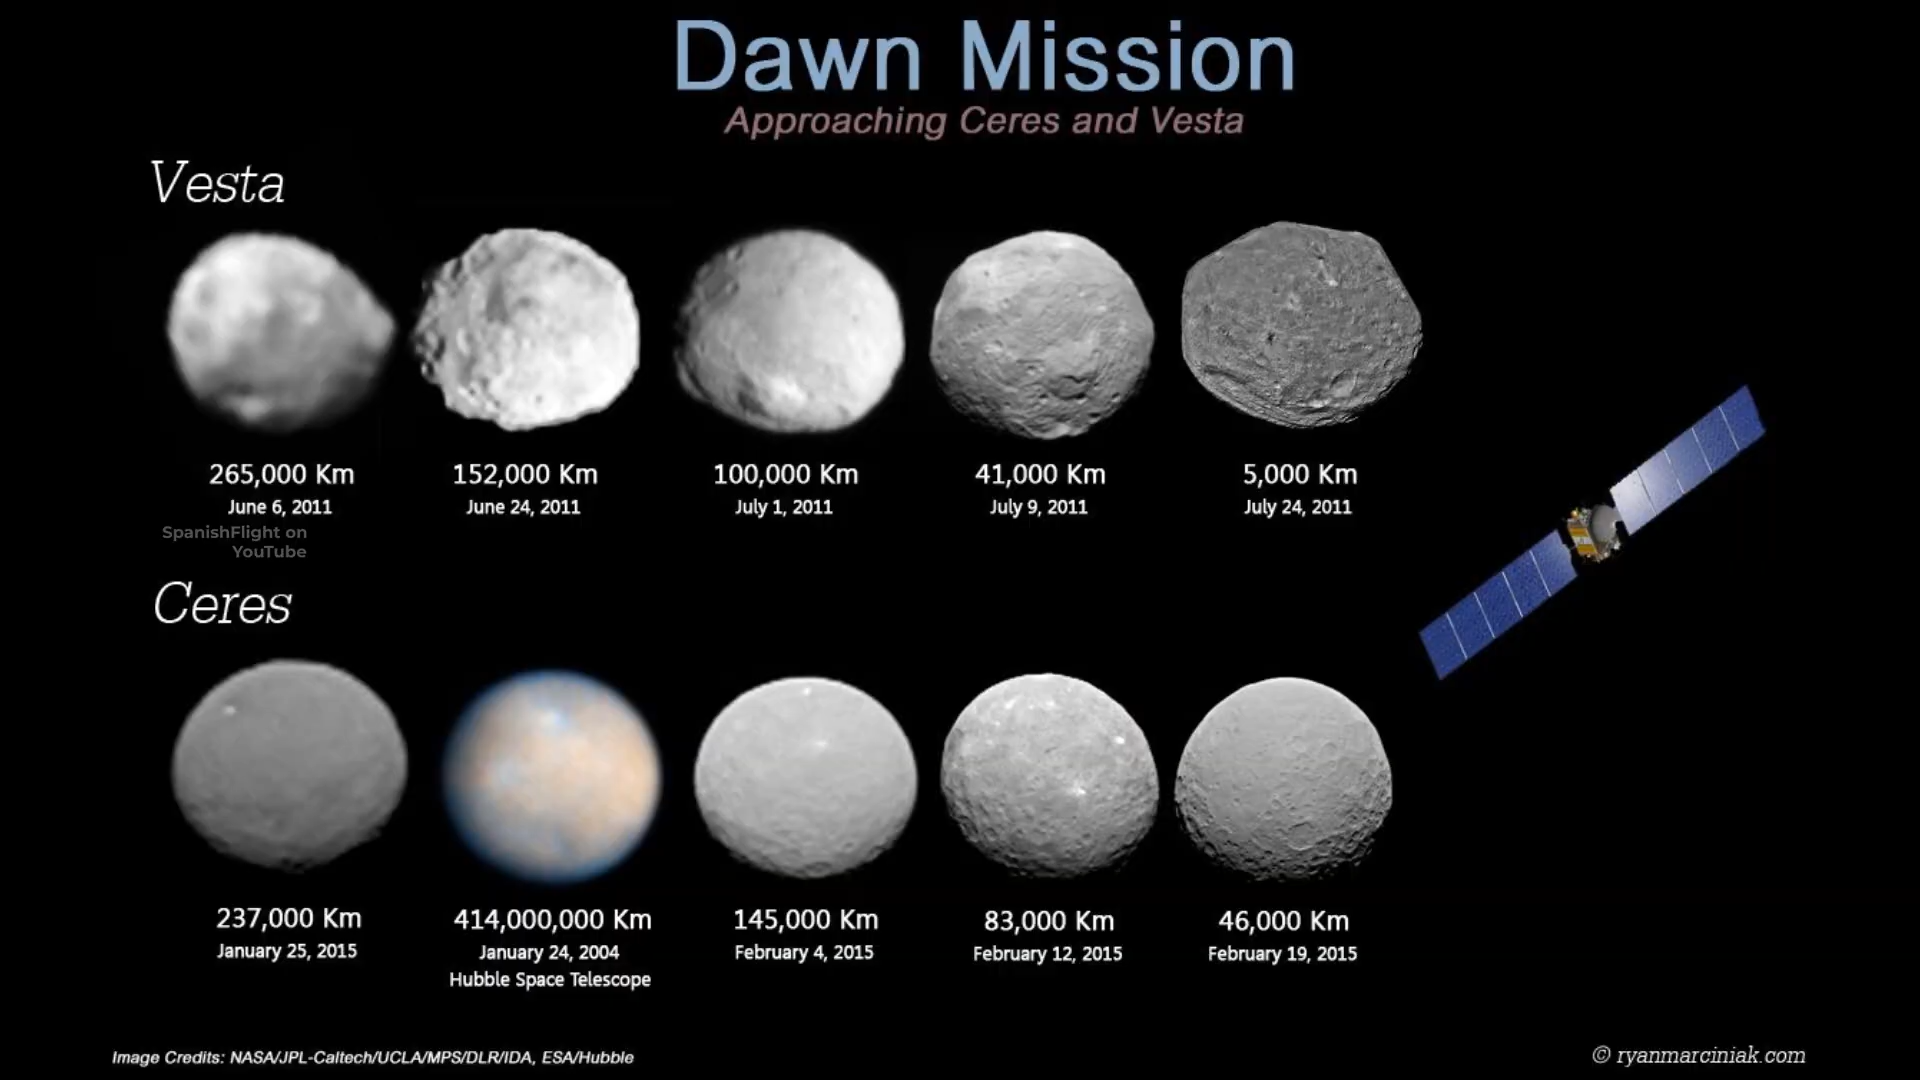 Dawn Mission
Approaching Ceres and Vesta
Vesta
265,000 Km
June 6, 2011
152,000 Km
June 24, 2011
100,000 Km
July 1, 2011
41,000 Km
July 9, 2011
5,000 Km
July 24, 2011
SpanishFlight on
YouTube
Ceres
237,000 Km
January 25, 2015
414,000,000 Km
January 24, 2004
Hubble Space Telescope
145,000 Km
February 4, 2015
83,000 Km
February 12, 2015
46,000 Km
February 19, 2015
Image Credits: NASA/JPL-Caltech/UCLA/MPS/DLR/IDA, ESA/Hubble
© ryanmarciniak.com